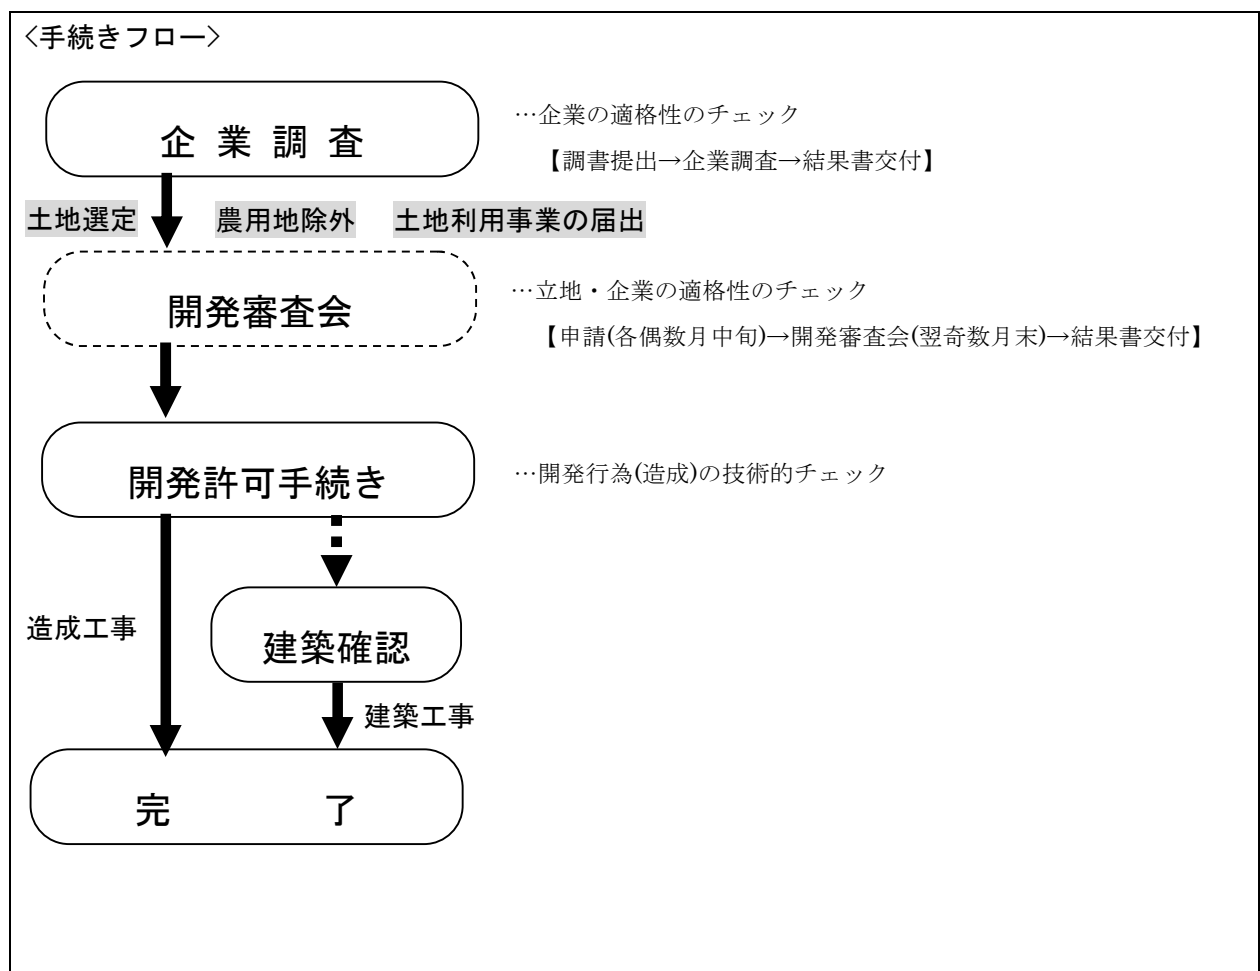 <手続きフロー>
企業調査
…企業の適格性のチェック
【調書提出→企業調査→結果書交付】
土地選定 農用地除外 土地利用事業の届出
開発審査会
…立地・企業の適格性のチェック
【申請(各偶数月中旬)→開発審査会(翌奇数月末)→結果書交付】
開発許可手続き
…開発行為(造成)の技術的チェック
造成工事
建築確認
建築工事
完了